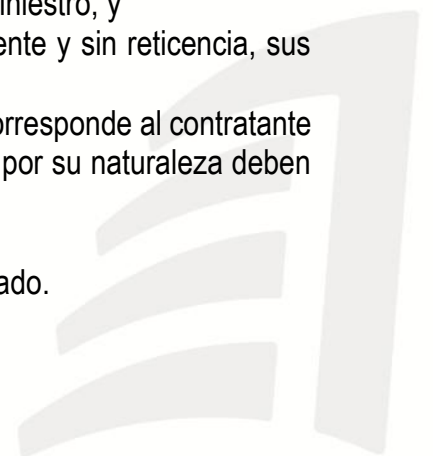 iniestro, y
ente y sin reticencia, sus
orresponde al contratante
por su naturaleza deben
ado.